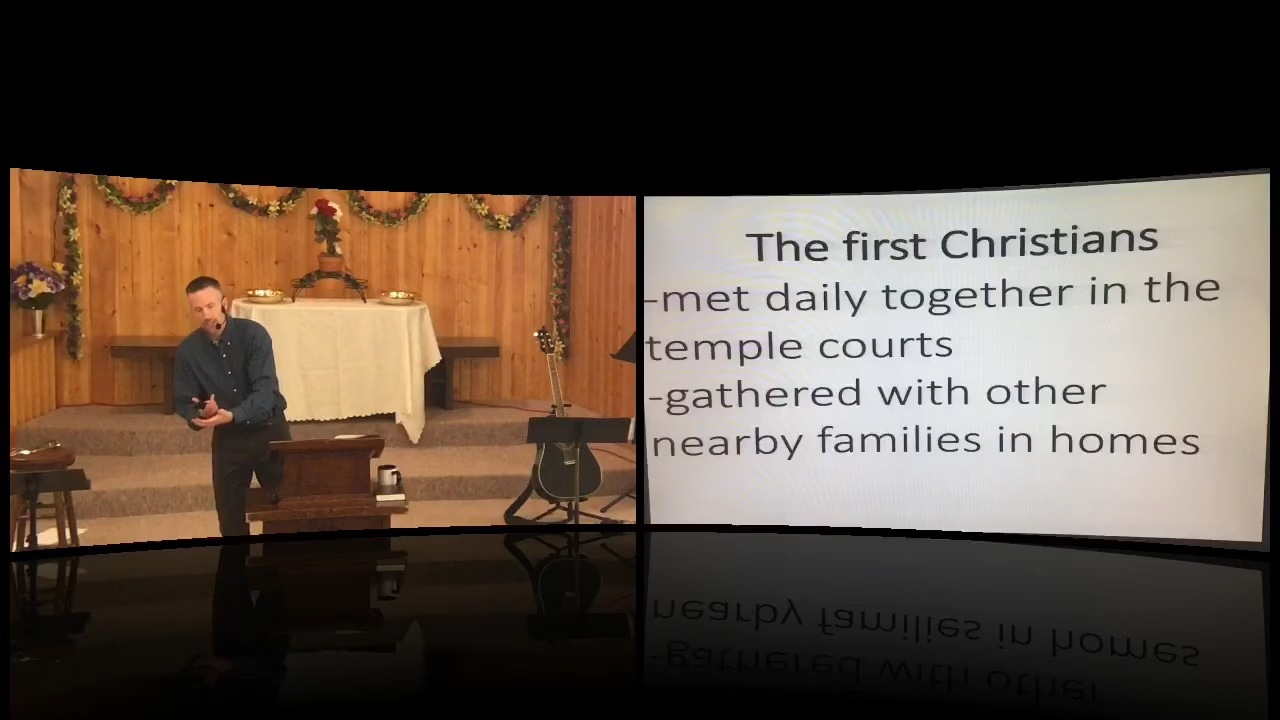 The first Christians
-met daily together in the
temple courts
-gathered with other
nearby families in homes